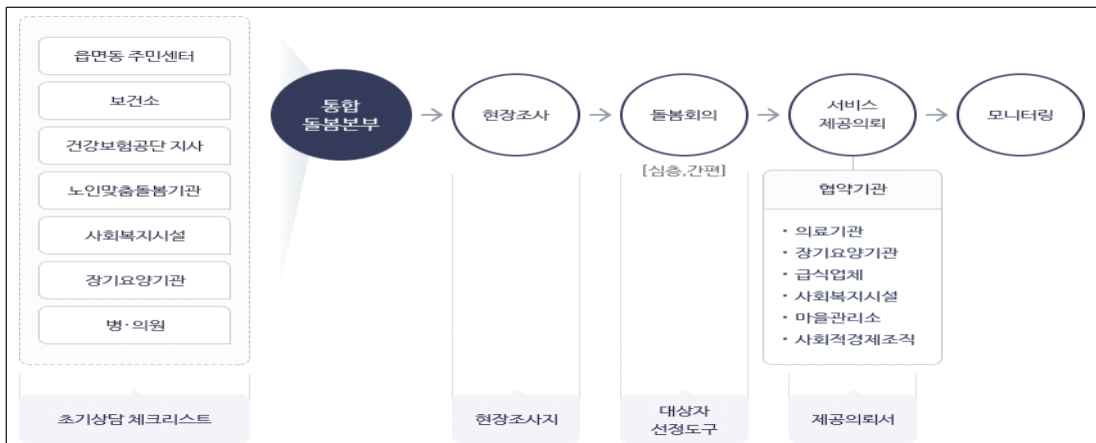 읍면동 주민센터
보건소
건강보험공단 지사
노인맞춤돌봄기관
사회복지시설
장기요양기관
병·의원
초기상담 체크리스트
통합
돌봄본부
현장조사
현장조사지
돌봄회의
[심층,간편]
대상자
선정도구
서비스
제공의뢰
협약기관
· 의료기관
· 장기요양기관
· 급식업체
· 사회복지시설
· 마을관리소
· 사회적경제조직
제공의뢰서
모니터링